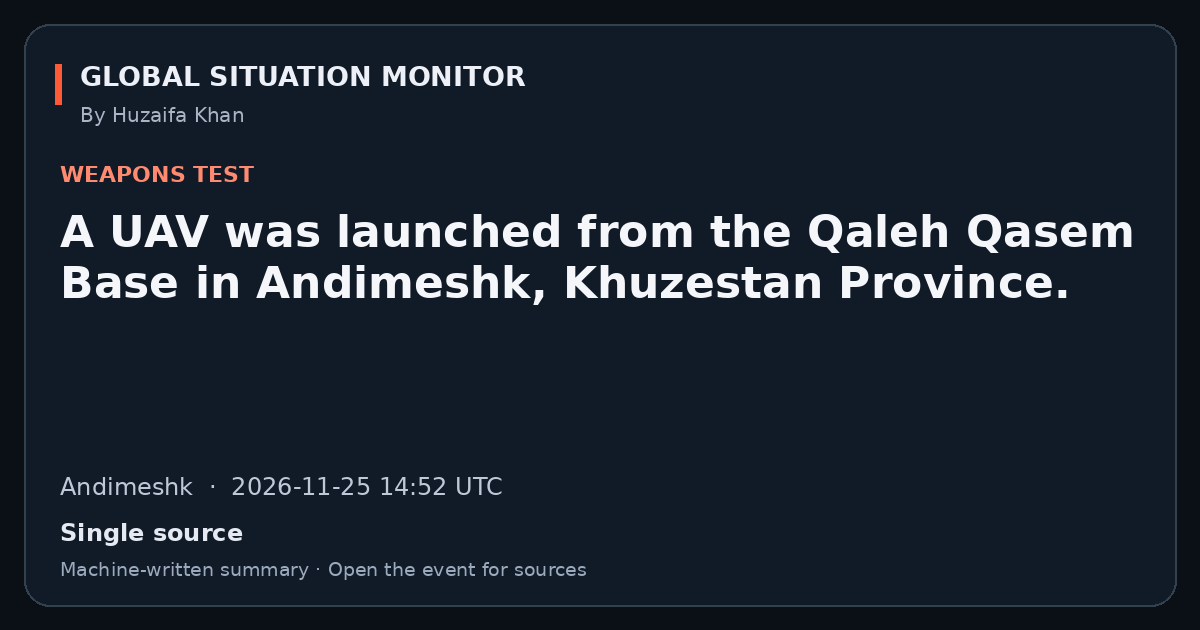 GLOBAL SITUATION MONITOR
By Huzaifa Khan
WEAPONS TEST
A UAV was launched from the Qaleh Qasem
Base in Andimeshk, Khuzestan Province.
Andimeshk · 2026-11-25 14:52 UTC
Single source
Machine-written summary · Open the event for sources